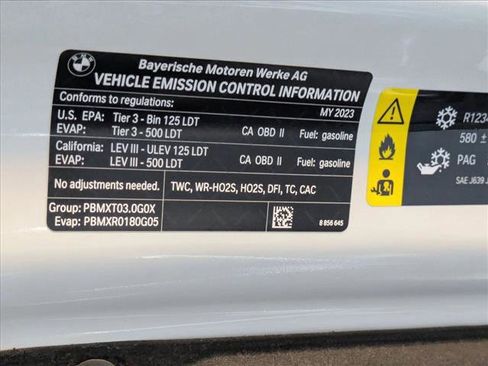 BMW
Bayerische Motoren Werke AG
VEHICLE EMISSION CONTROL INFORMATION
Conforms to regulations: MY 2023
U.S. EPA: Tier 3 - Bin 125 LDT
EVAP: Tier 3 - 500 LDT CA OBD II Fuel: gasoline
California: LEV III - ULEV 125 LDT
EVAP: LEV III - 500 LDT CA OBD II Fuel: gasoline
No adjustments needed. TWC, WR-HO2S, HO2S, DFI, TC, CAC
Group: PBMXT03.0G0X
Evap: PBMXR0180G05
8 856 645
R1234
580 ±
PAG
SAE J639